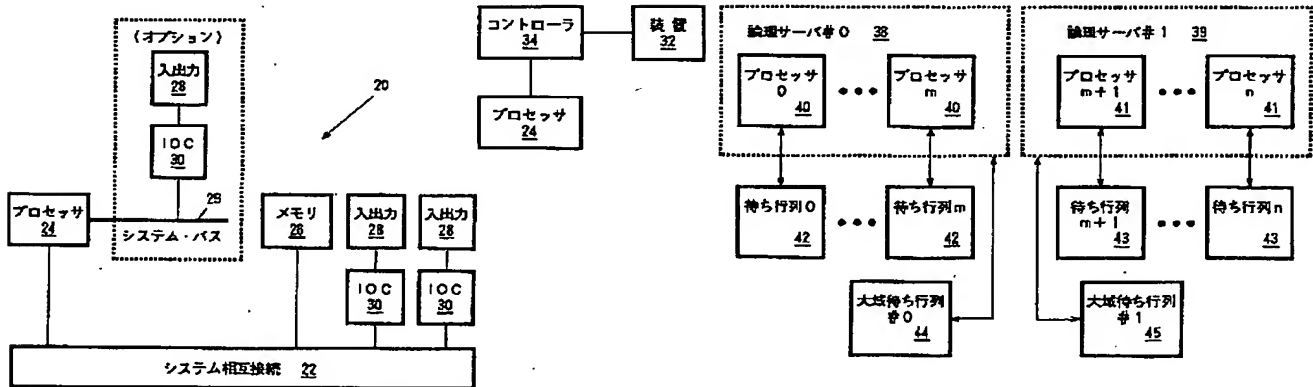 (オプション)
入出力
28
IOC
30
29
プロセッサ
24
システム・バス
20
メモリ
26
入出力
28
入出力
28
IOC
30
IOC
30
システム相互接続 22
コントローラ
34
装置
32
プロセッサ
24
論理サーバ#0 38
プロセッサ
0
40
プロセッサ
m
40
待ち行列0
42
待ち行列m
42
大域待ち行列
#0
44
論理サーバ#1 39
プロセッサ
m+1
41
プロセッサ
n
41
待ち行列
m+1
43
待ち行列n
43
大域待ち行列
#1
45